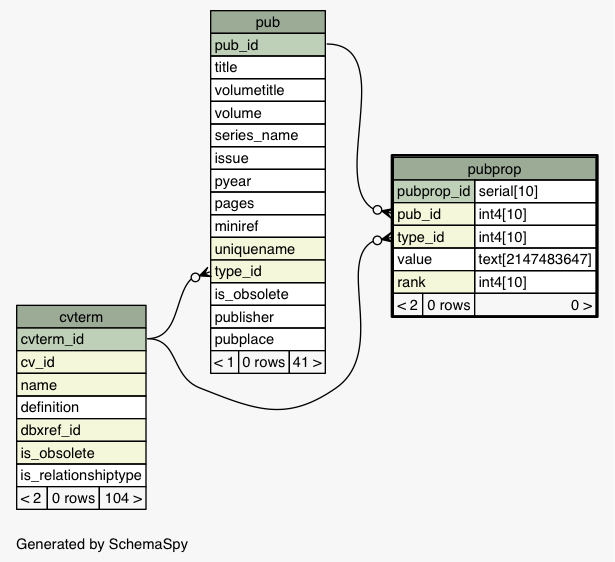 pub
pub_id
title
volumetitle
volume
series_name
issue
pyear
pages
miniref
uniquename
type_id
is_obsolete
publisher
pubplace
< 1 0 rows 41 >
pubprop
pubprop_id serial[10]
pub_id int4[10]
type_id int4[10]
value text[2147483647]
rank int4[10]
< 2 0 rows 0 >
cvterm
cvterm_id
cv_id
name
definition
dbxref_id
is_obsolete
is_relationshiptype
< 2 0 rows 104 >
Generated by SchemaSpy